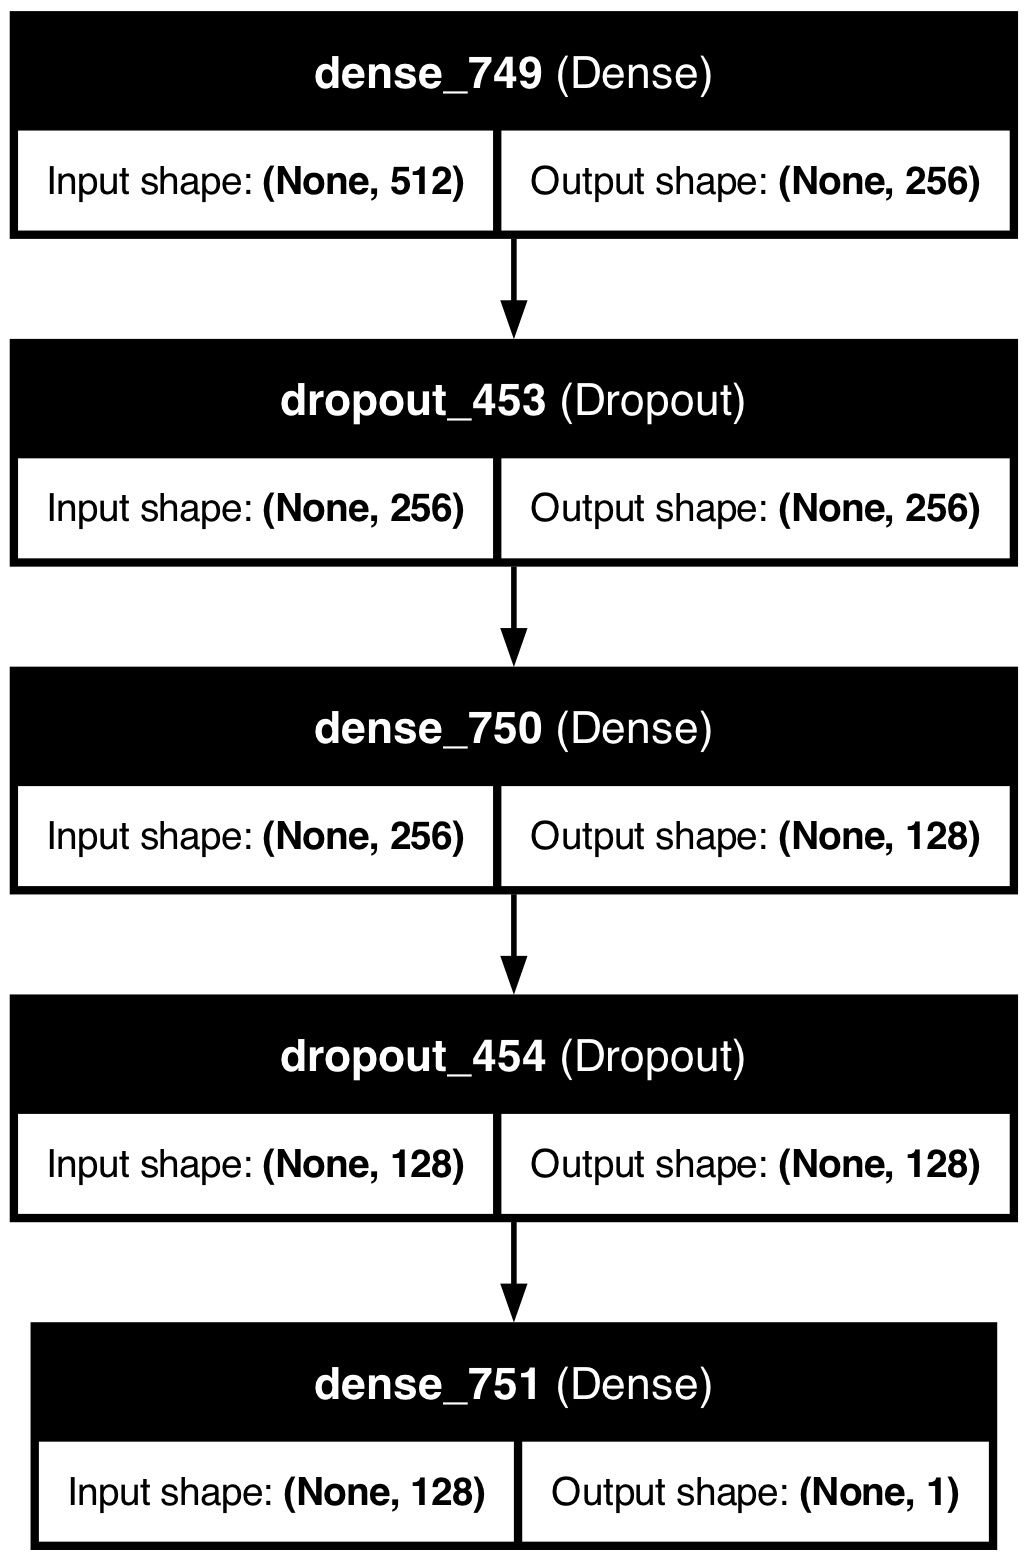 dense_749 (Dense)
Input shape: (None, 512) Output shape: (None, 256)
dropout_453 (Dropout)
Input shape: (None, 256) Output shape: (None, 256)
dense_750 (Dense)
Input shape: (None, 256) Output shape: (None, 128)
dropout_454 (Dropout)
Input shape: (None, 128) Output shape: (None, 128)
dense_751 (Dense)
Input shape: (None, 128) Output shape: (None, 1)